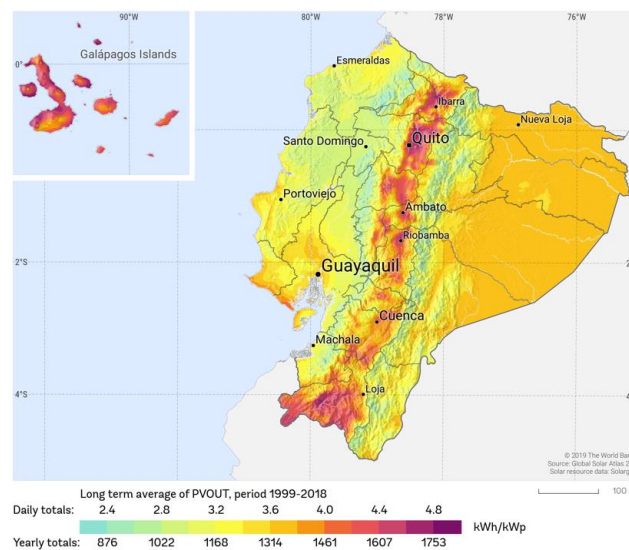 90°W
80°W
78°W
76°W
Galápagos Islands
0°
0°
Esmeraldas
Ibarra
Nueva Loja
Santo Domingo
Quito
Portoviejo
Ambato
Riobamba
2°S
Guayaquil
2
Cuenca
Machala
Loja
4°S
4
© 2019 The World Ban
Source: Global Solar Atlas 2
Solar resource data: Solarg
100
Long term average of PVOUT, period 1999-2018
Daily totals: 2.4 2.8 3.2 3.6 4.0 4.4 4.8
kWh/kWp
Yearly totals: 876 1022 1168 1314 1461 1607 1753